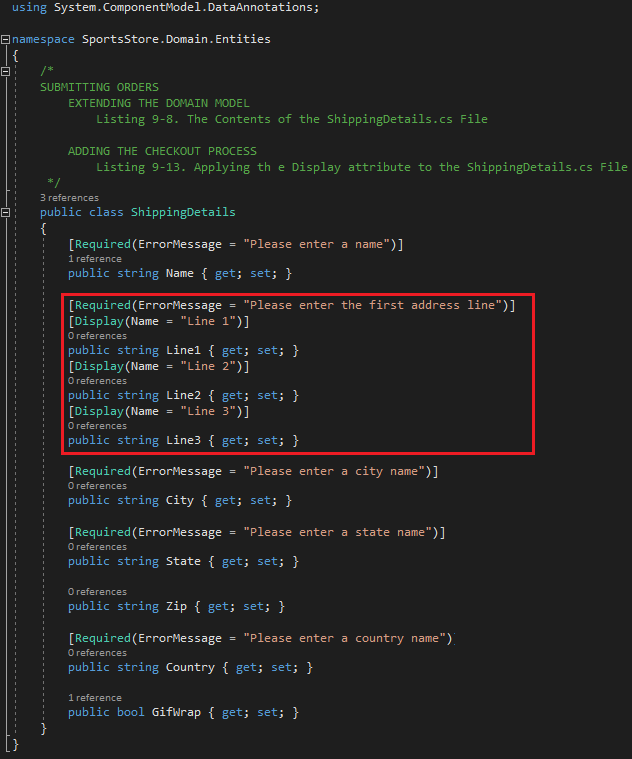 using System.ComponentModel.DataAnnotations;
namespace SportsStore.Domain.Entities
{
/*
SUBMITTING ORDERS
EXTENDING THE DOMAIN MODEL
Listing 9-8. The Contents of the ShippingDetails.cs File
ADDING THE CHECKOUT PROCESS
Listing 9-13. Applying th e Display attribute to the ShippingDetails.cs File
*/
3 references
public class ShippingDetails
{
[Required(ErrorMessage = "Please enter a name")]
1 reference
public string Name { get; set; }
[Required(ErrorMessage = "Please enter the first address line")]
[Display(Name = "Line 1")]
0 references
public string Line1 { get; set; }
[Display(Name = "Line 2")]
0 references
public string Line2 { get; set; }
[Display(Name = "Line 3")]
0 references
public string Line3 { get; set; }
[Required(ErrorMessage = "Please enter a city name")]
0 references
public string City { get; set; }
[Required(ErrorMessage = "Please enter a state name")]
0 references
public string State { get; set; }
0 references
public string Zip { get; set; }
[Required(ErrorMessage = "Please enter a country name")
0 references
public string Country { get; set; }
1 reference
public bool GifWrap { get; set; }
}
}